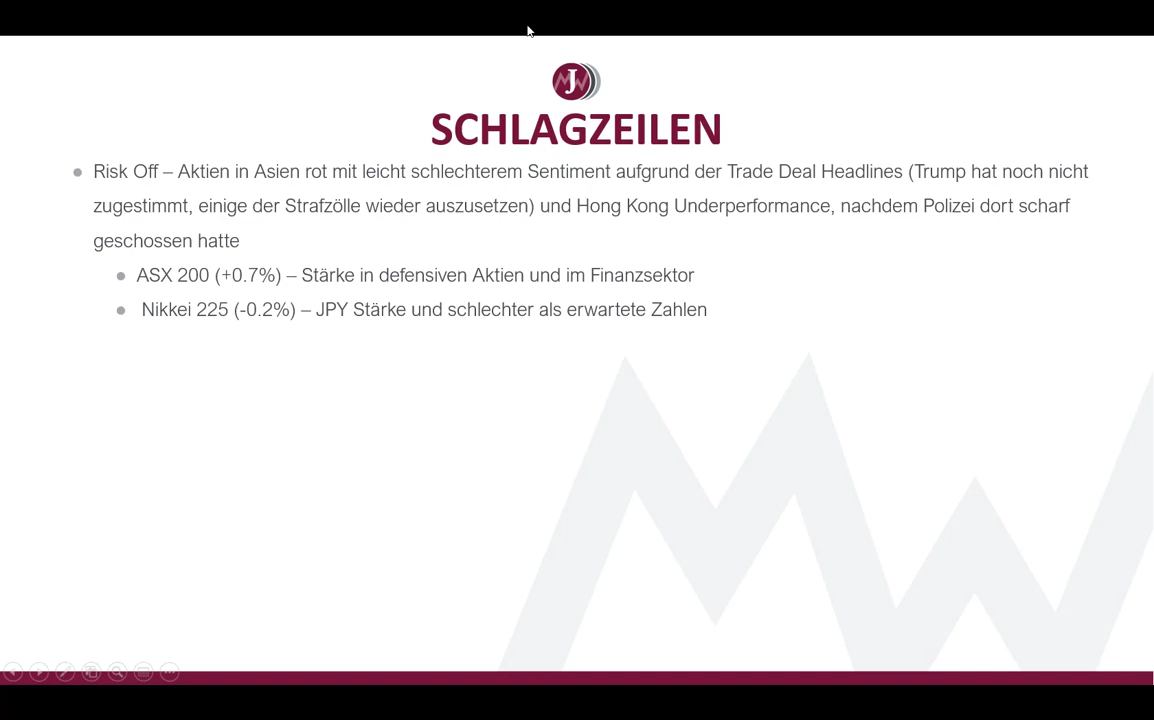 J
SCHLAGZEILEN
Risk Off – Aktien in Asien rot mit leicht schlechterem Sentiment aufgrund der Trade Deal Headlines (Trump hat noch nicht
zugestimmt, einige der Strafzölle wieder auszusetzen) und Hong Kong Underperformance, nachdem Polizei dort scharf
geschossen hatte
ASX 200 (+0.7%) – Stärke in defensiven Aktien und im Finanzsektor
Nikkei 225 (-0.2%) – JPY Stärke und schlechter als erwartete Zahlen